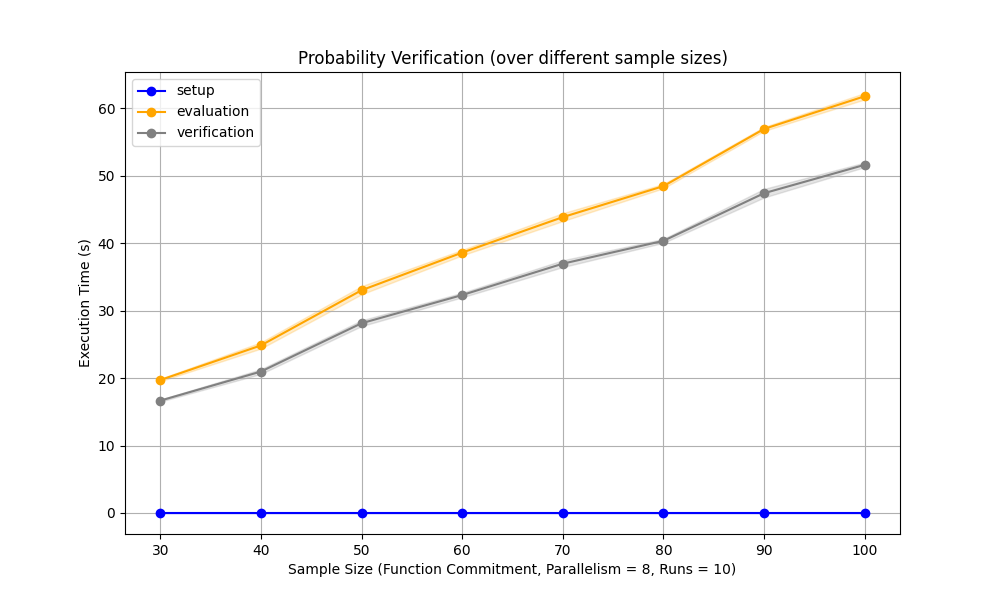 Probability Verification (over different sample sizes)
setup
evaluation
verification
Execution Time (s)
60
50
40
30
20
10
0
30 40 50 60 70 80 90 100
Sample Size (Function Commitment, Parallelism = 8, Runs = 10)